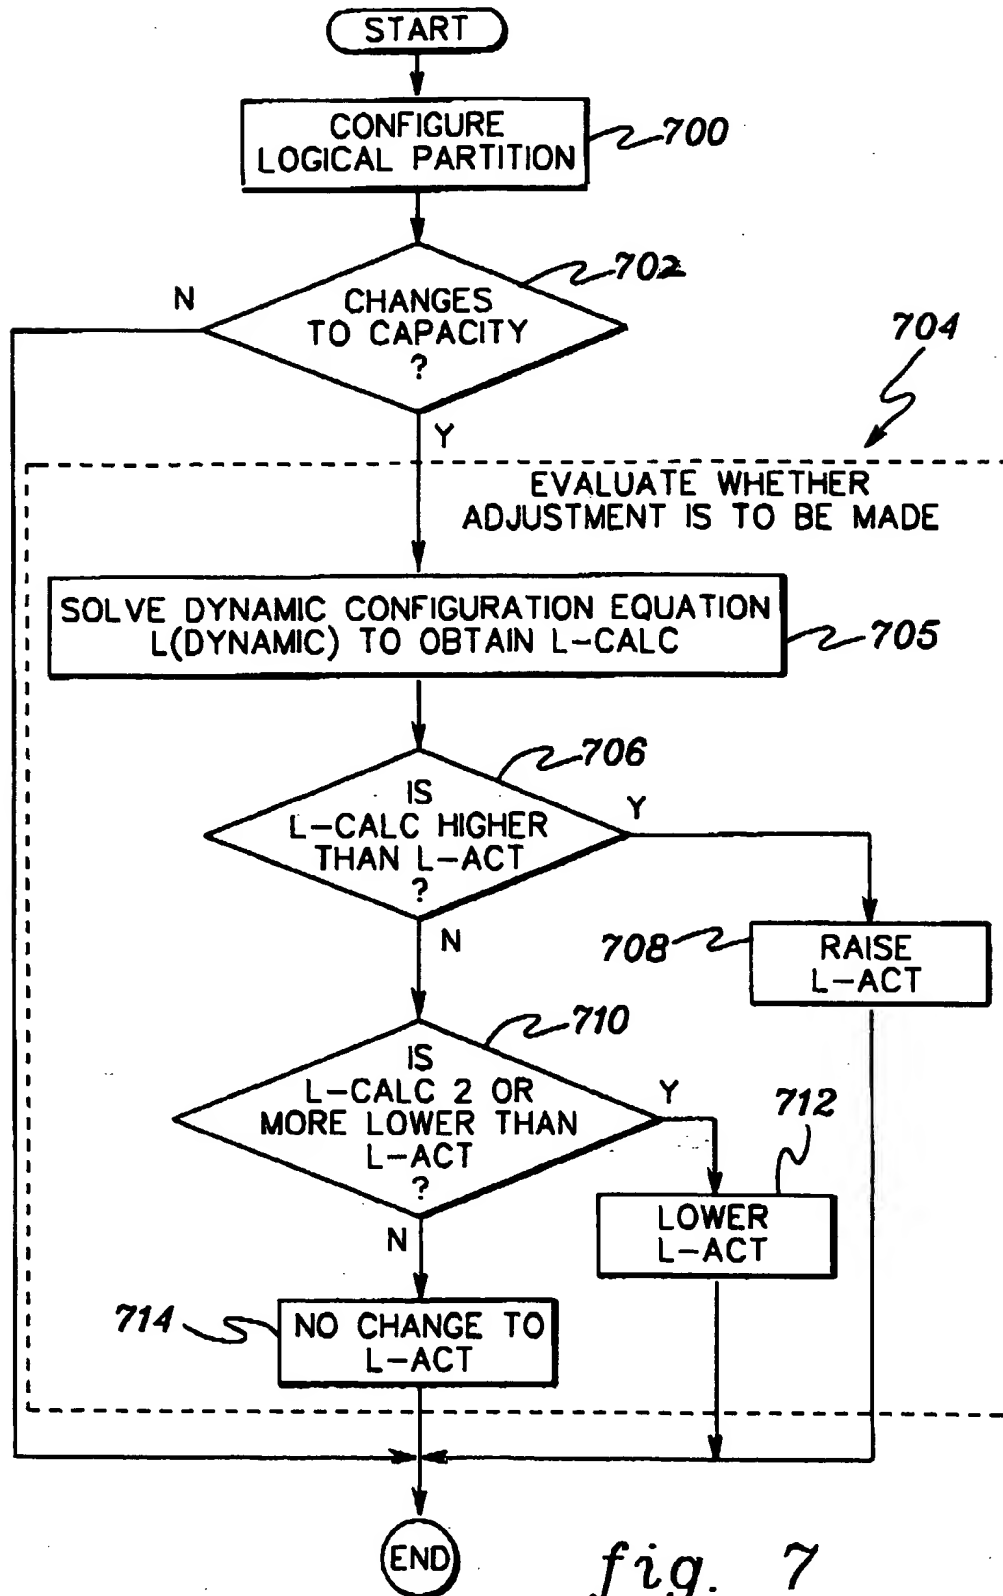 START
CONFIGURE
LOGICAL PARTITION
700
702
CHANGES
TO CAPACITY
?
N
704
Y
EVALUATE WHETHER
ADJUSTMENT IS TO BE MADE
SOLVE DYNAMIC CONFIGURATION EQUATION
L(DYNAMIC) TO OBTAIN L-CALC
705
706
IS
L-CALC HIGHER
THAN L-ACT
?
Y
N
708
RAISE
L-ACT
710
IS
L-CALC 2 OR
MORE LOWER THAN
L-ACT
?
Y
712
LOWER
L-ACT
N
714
NO CHANGE TO
L-ACT
END
fig. 7